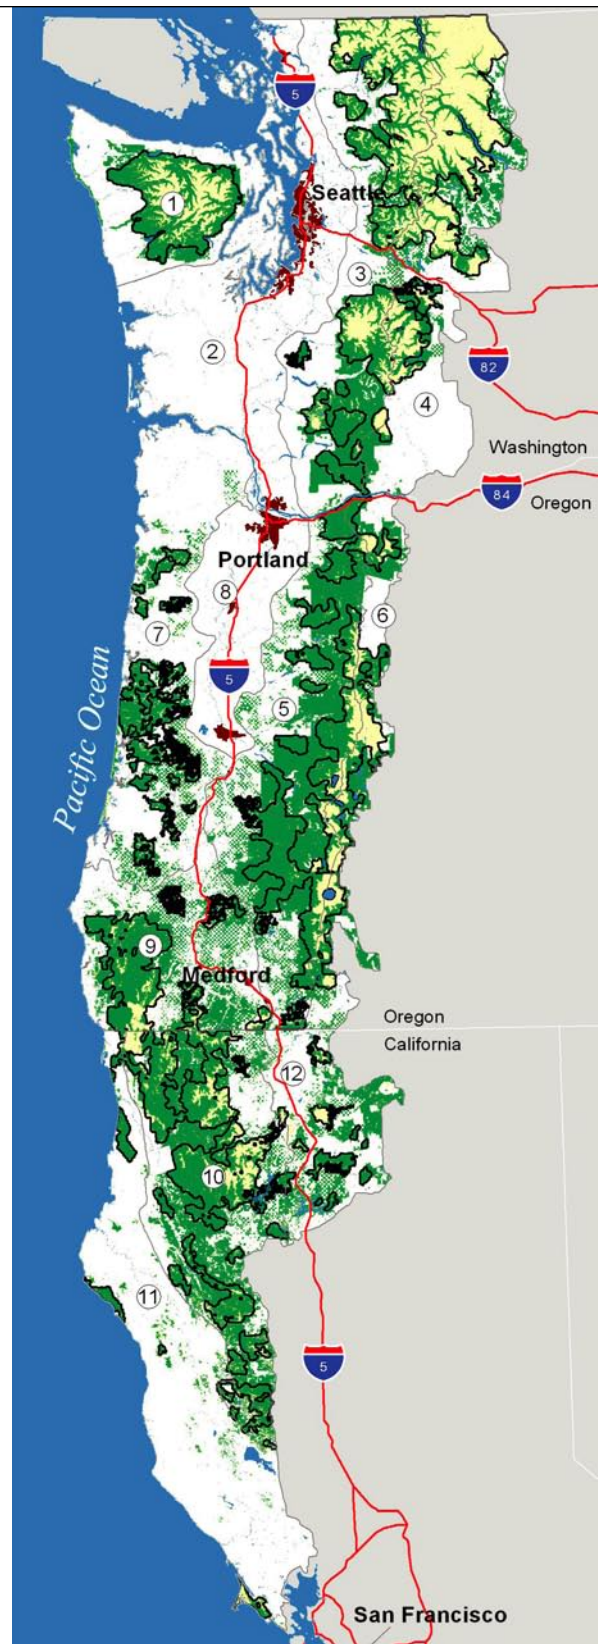 5
Seattle
1
3
2
82
4
Washington
84
Oregon
Portland
8
6
7
5
5
Pacific Ocean
9
Medford
Oregon
California
12
10
11
5
San Francisco